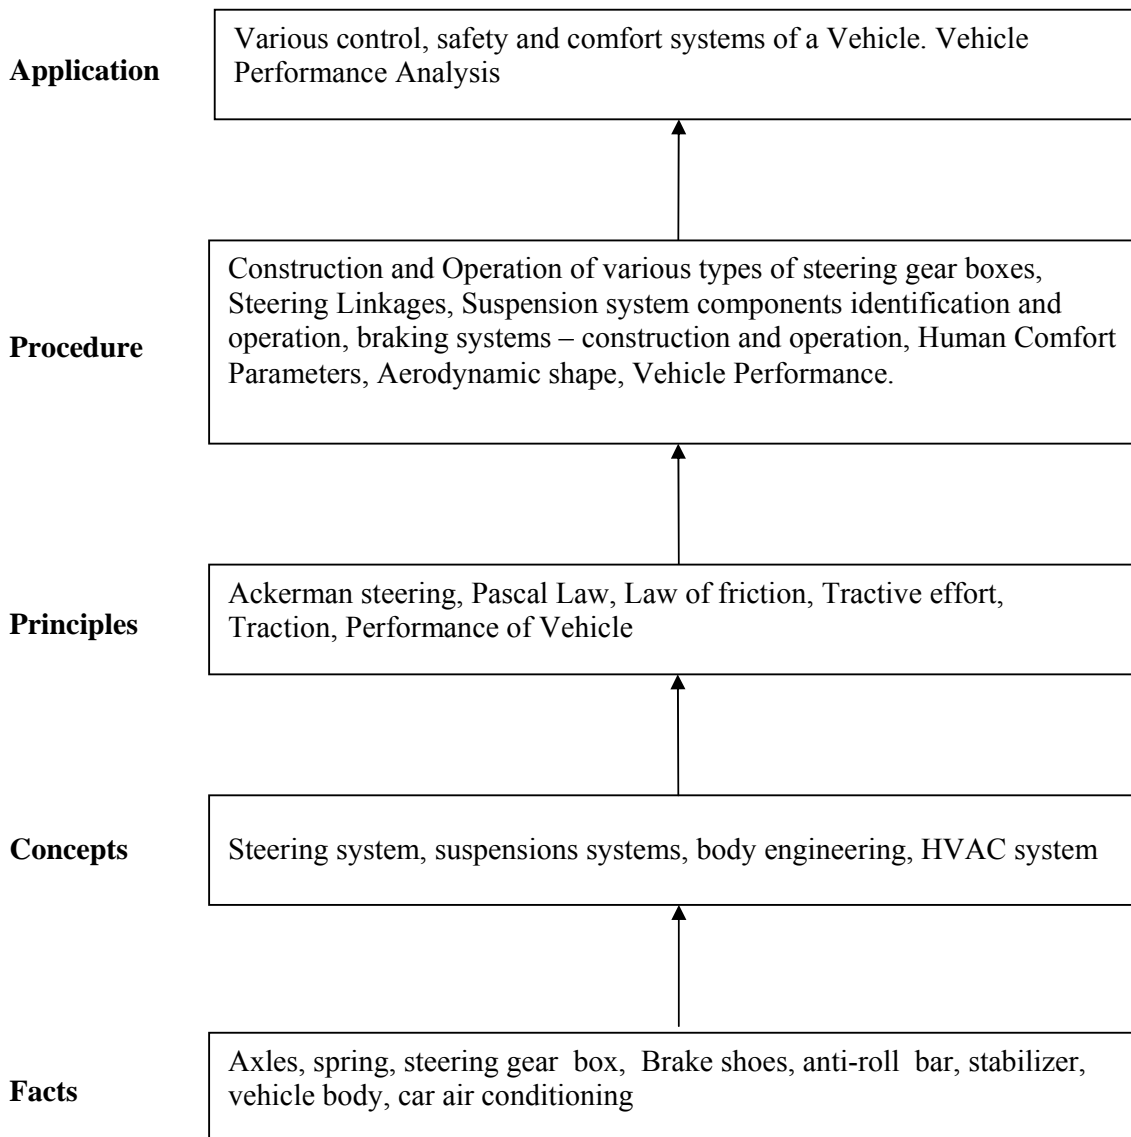 Application
Various control, safety and comfort systems of a Vehicle. Vehicle
Performance Analysis
Procedure
Construction and Operation of various types of steering gear boxes,
Steering Linkages, Suspension system components identification and
operation, braking systems – construction and operation, Human Comfort
Parameters, Aerodynamic shape, Vehicle Performance.
Principles
Ackerman steering, Pascal Law, Law of friction, Tractive effort,
Traction, Performance of Vehicle
Concepts
Steering system, suspensions systems, body engineering, HVAC system
Facts
Axles, spring, steering gear box, Brake shoes, anti-roll bar, stabilizer,
vehicle body, car air conditioning